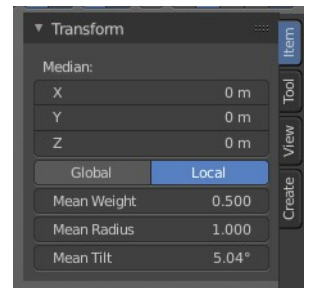 Transform
Median:
X 0 m
Y 0 m
Z 0 m
Global Local
Mean Weight 0.500
Mean Radius 1.000
Mean Tilt 5.04°
Item
Tool
View
Create